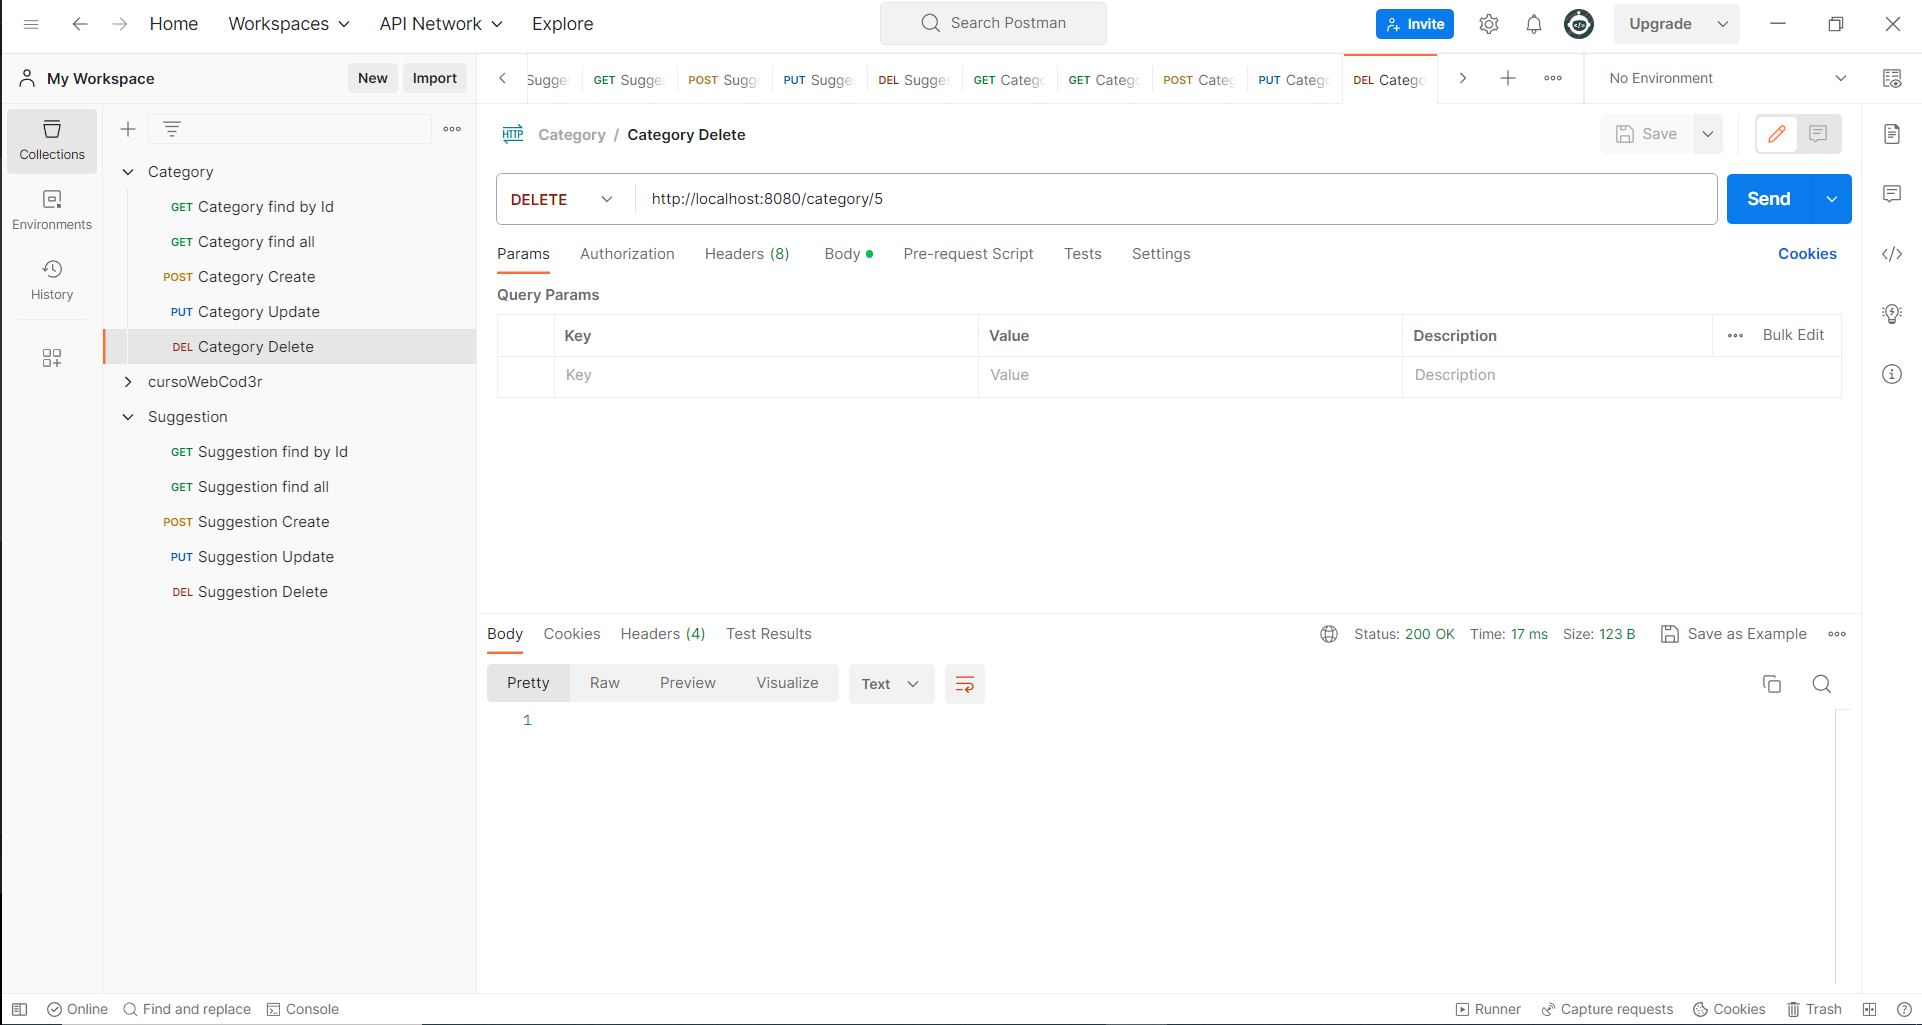 Home Workspaces API Network Explore Search Postman Invite Upgrade
My Workspace New Import Sugge GET Sugge POST Sugg PUT Sugge DEL Sugges GET Catego GET Catego POST Categ PUT Catego DEL Catego No Environment
Collections
Environments
History
Category
GET Category find by Id
GET Category find all
POST Category Create
PUT Category Update
DEL Category Delete
cursoWebCod3r
Suggestion
GET Suggestion find by Id
GET Suggestion find all
POST Suggestion Create
PUT Suggestion Update
DEL Suggestion Delete
HTTP Category / Category Delete Save
DELETE http://localhost:8080/category/5 Send
Params Authorization Headers (8) Body Pre-request Script Tests Settings Cookies
Query Params
Key Value Description Bulk Edit
Key Value Description
Body Cookies Headers (4) Test Results Status: 200 OK Time: 17 ms Size: 123 B Save as Example
Pretty Raw Preview Visualize Text
1
Online Find and replace Console Runner Capture requests Cookies Trash